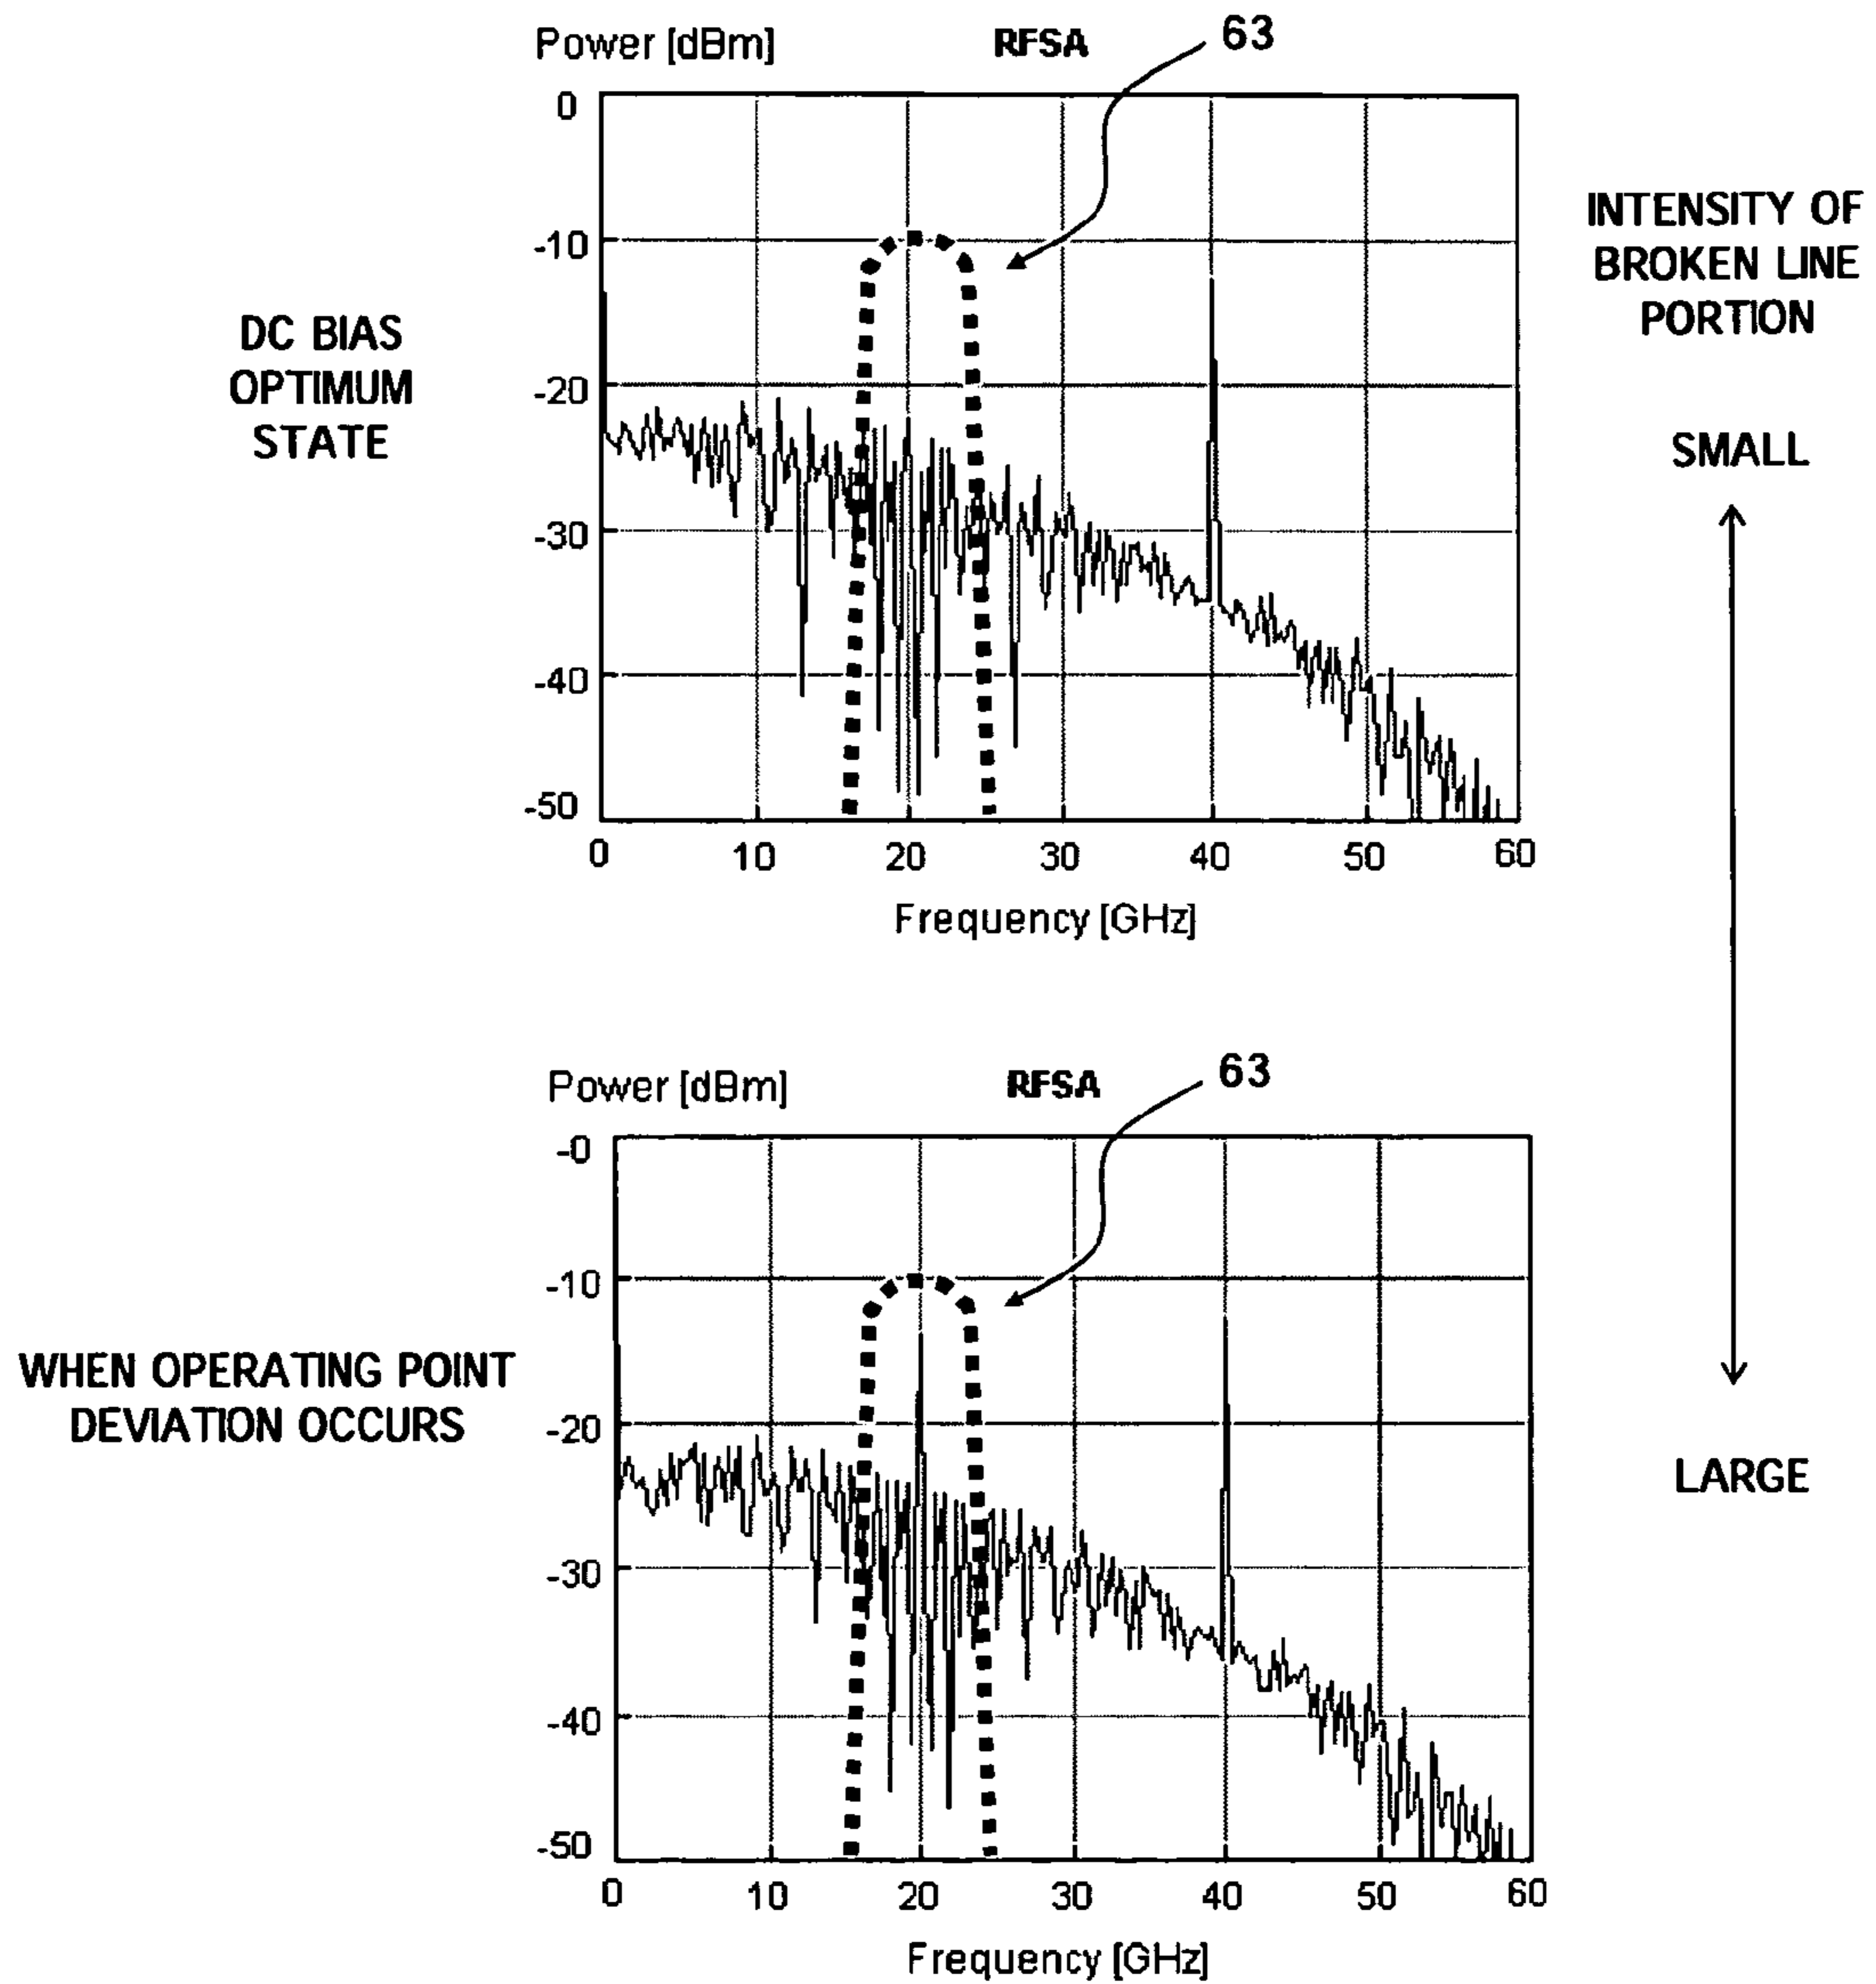 Power [dBm] RFSA 63
0
-10
-20
-30
-40
-50
0 10 20 30 40 50 60
Frequency [GHz]
DC BIAS
OPTIMUM
STATE
INTENSITY OF
BROKEN LINE
PORTION
SMALL
Power [dBm] RFSA 63
-0
-10
-20
-30
-40
-50
0 10 20 30 40 50 60
Frequency [GHz]
WHEN OPERATING POINT
DEVIATION OCCURS
LARGE